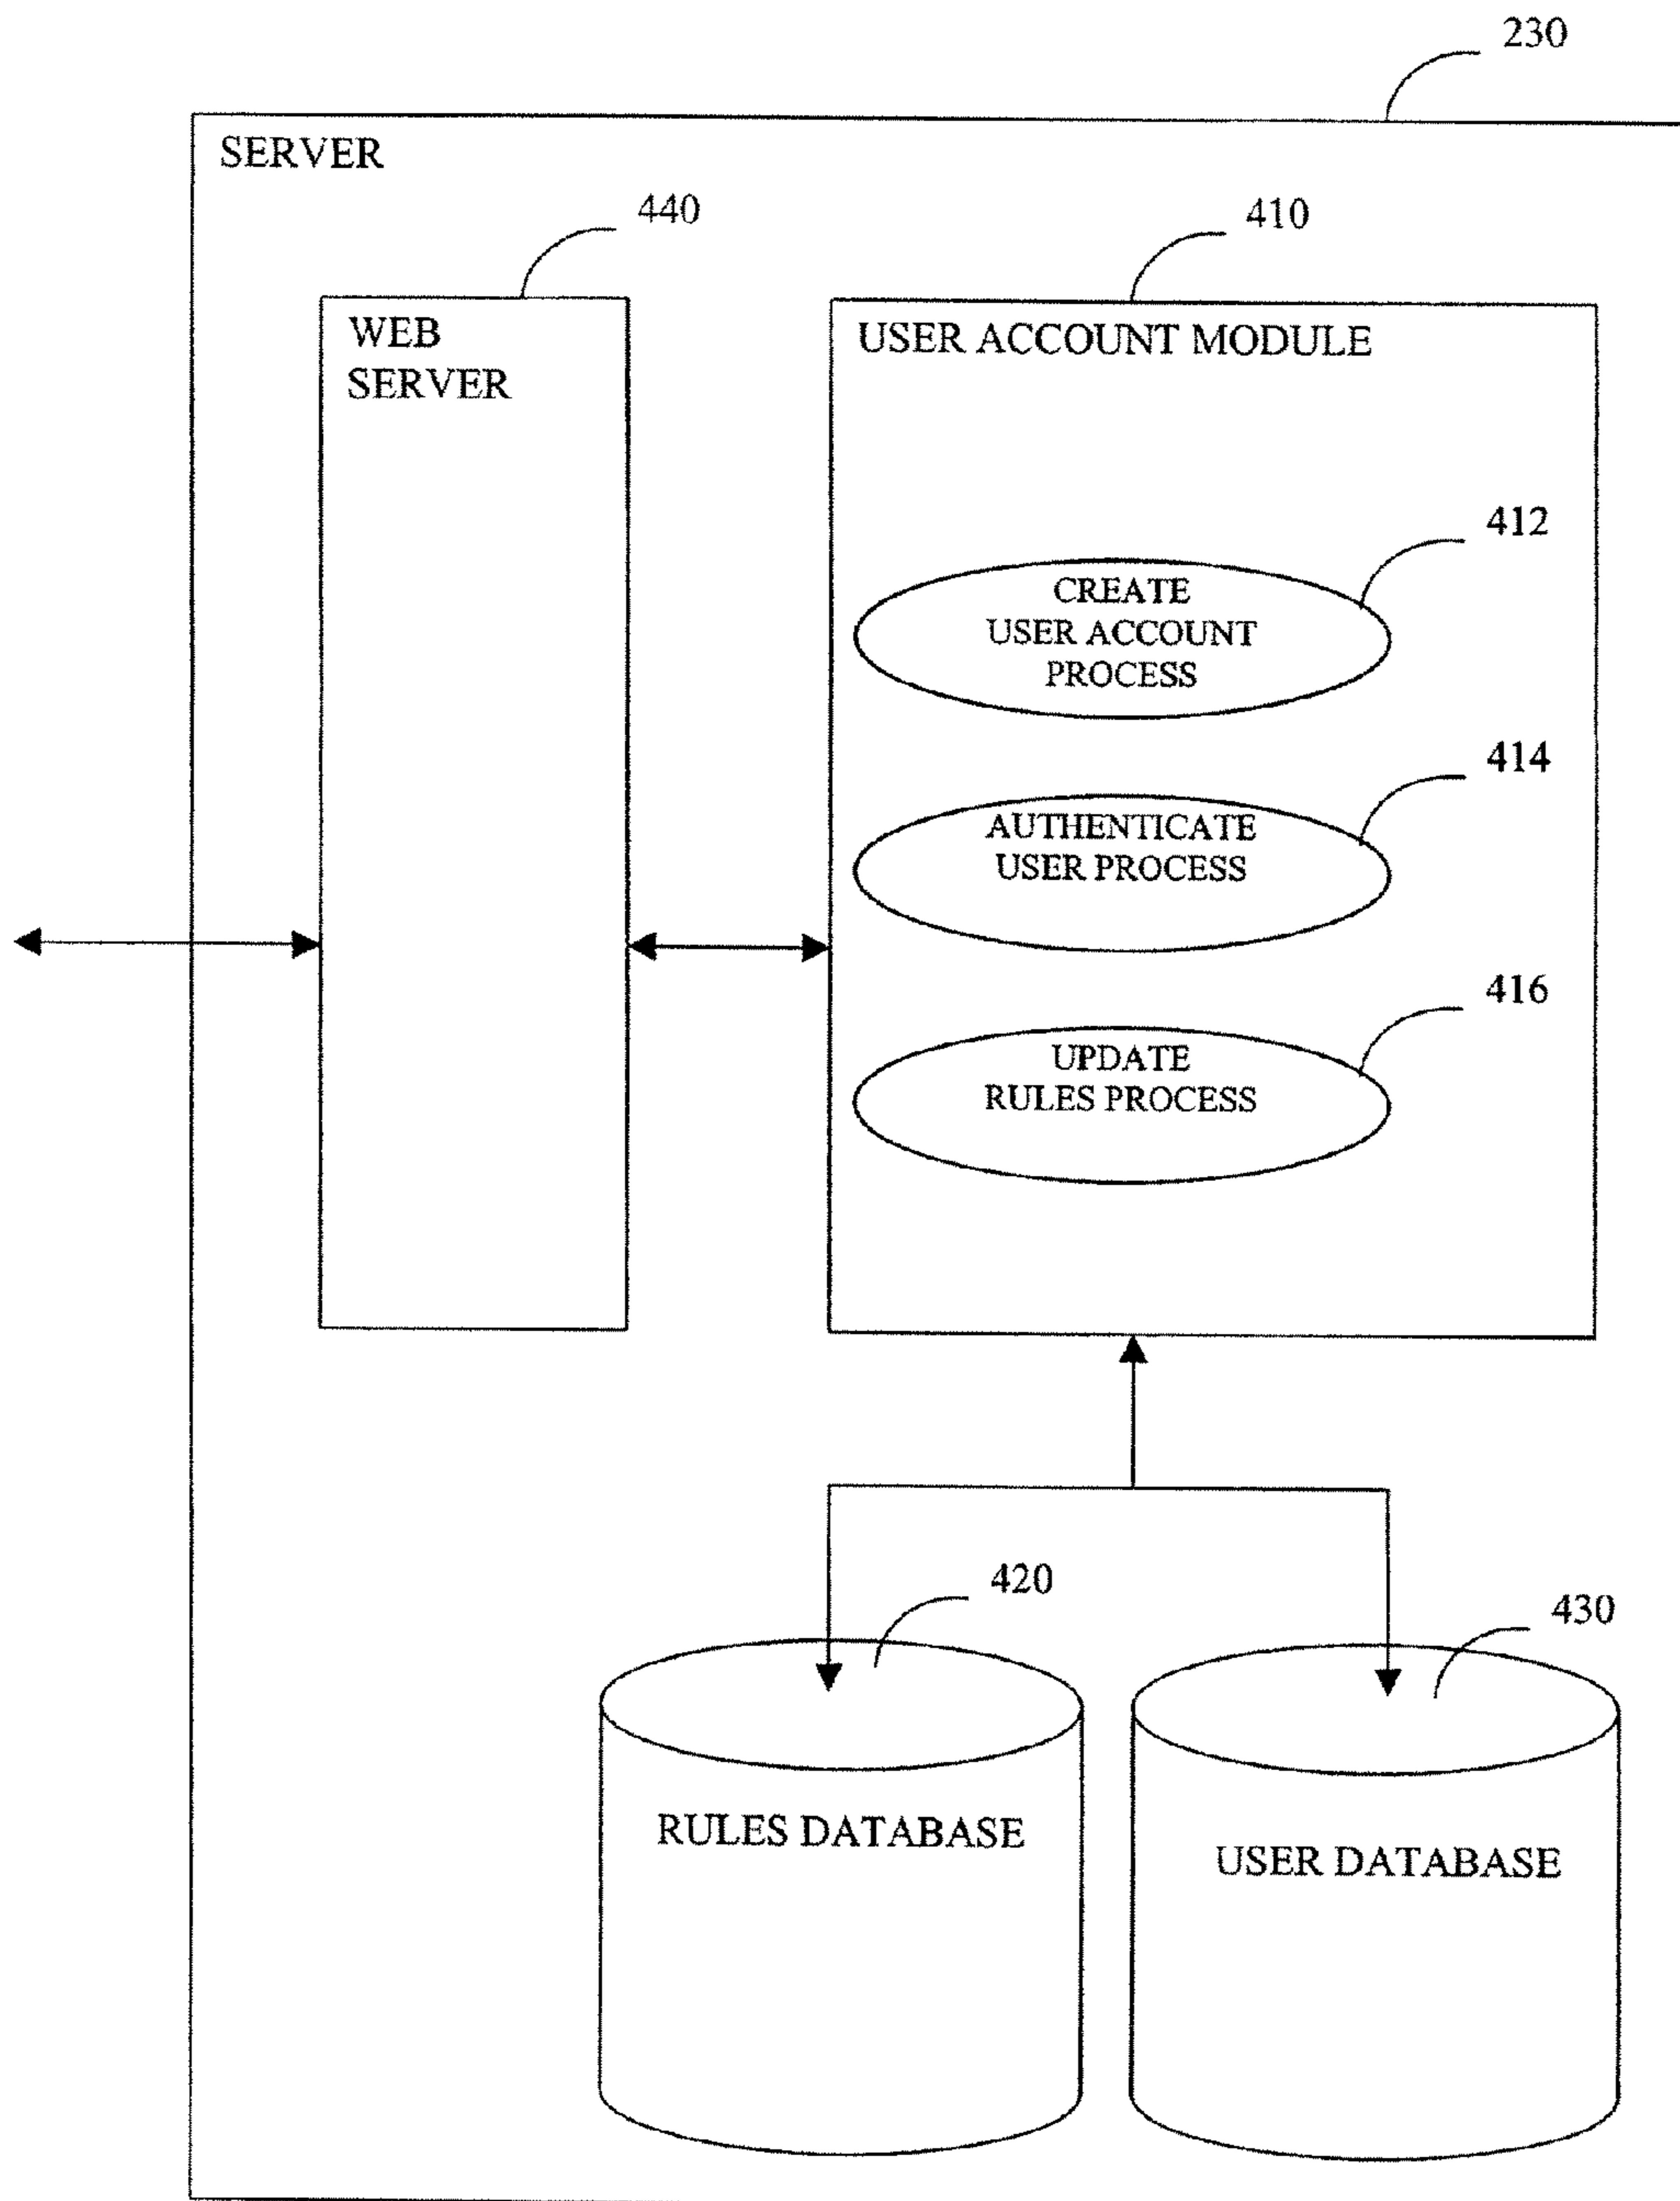 230
SERVER
440
410
WEB
SERVER
USER ACCOUNT MODULE
412
CREATE
USER ACCOUNT
PROCESS
414
AUTHENTICATE
USER PROCESS
416
UPDATE
RULES PROCESS
420
430
RULES DATABASE
USER DATABASE